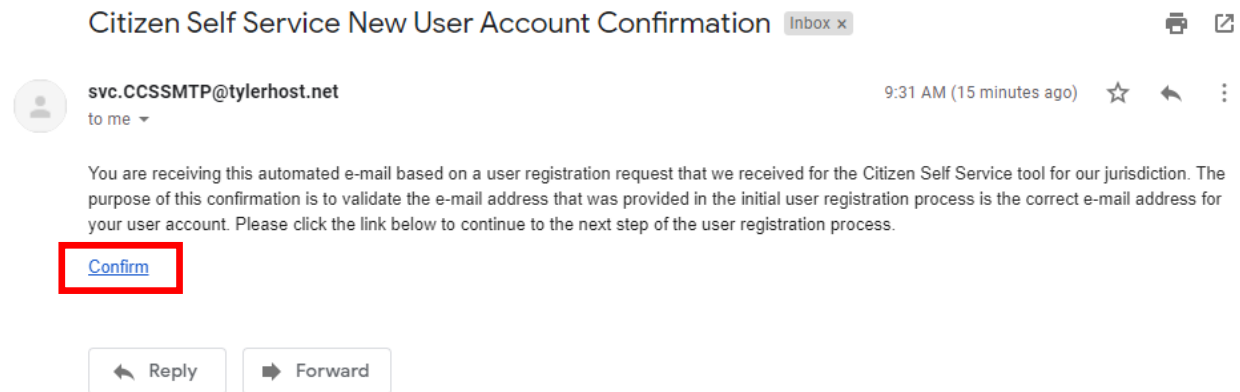 Citizen Self Service New User Account Confirmation Inbox x
svc.CCSSMTP@tylerhost.net 9:31 AM (15 minutes ago)
to me
You are receiving this automated e-mail based on a user registration request that we received for the Citizen Self Service tool for our jurisdiction. The
purpose of this confirmation is to validate the e-mail address that was provided in the initial user registration process is the correct e-mail address for
your user account. Please click the link below to continue to the next step of the user registration process.
Confirm
Reply Forward